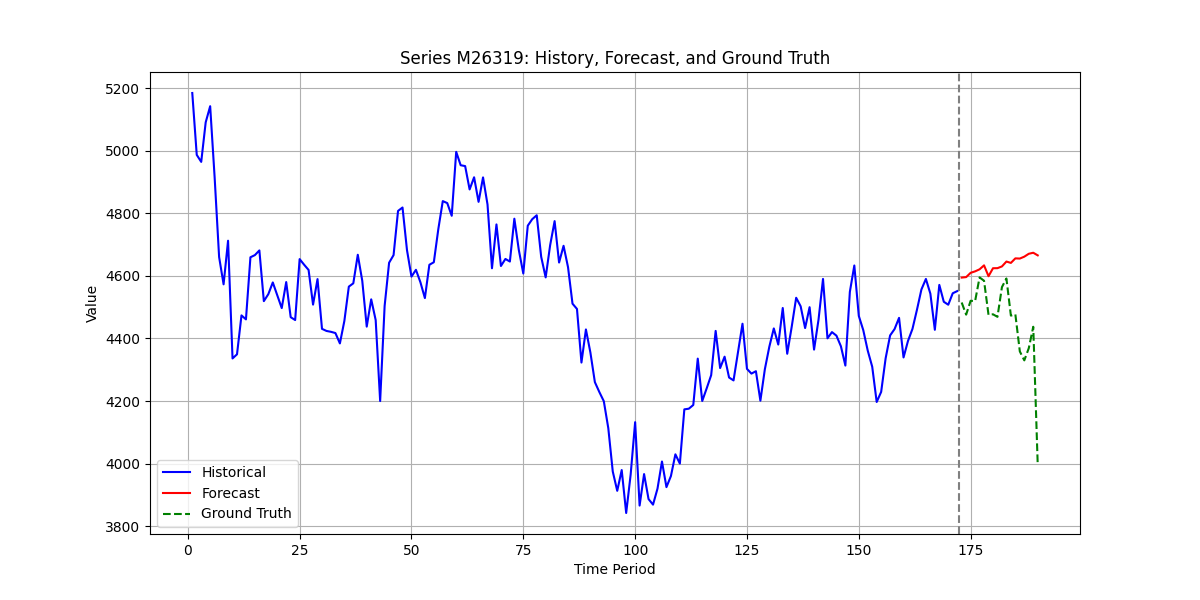 Series M26319: History, Forecast, and Ground Truth
5200
5000
4800
4600
4400
4200
4000
3800
Value
Historical
Forecast
Ground Truth
0 25 50 75 100 125 150 175
Time Period